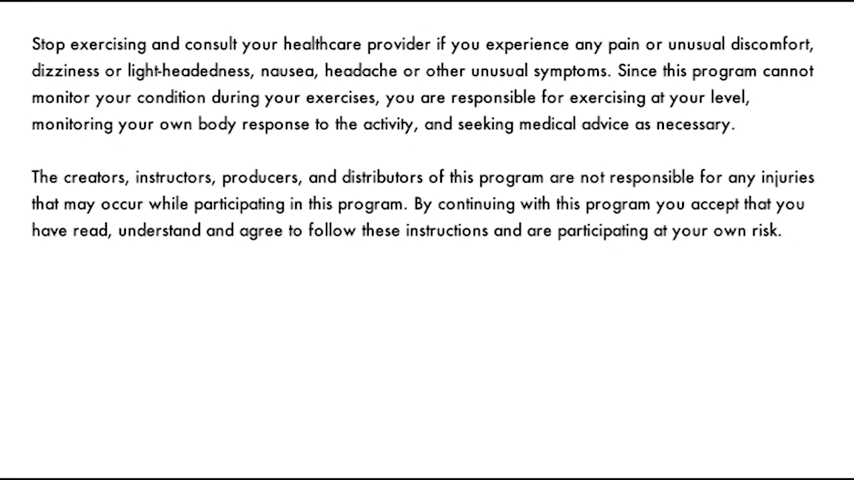 Stop exercising and consult your healthcare provider if you experience any pain or unusual discomfort,
dizziness or light-headedness, nausea, headache or other unusual symptoms. Since this program cannot
monitor your condition during your exercises, you are responsible for exercising at your level,
monitoring your own body response to the activity, and seeking medical advice as necessary.
The creators, instructors, producers, and distributors of this program are not responsible for any injuries
that may occur while participating in this program. By continuing with this program you accept that you
have read, understand and agree to follow these instructions and are participating at your own risk.